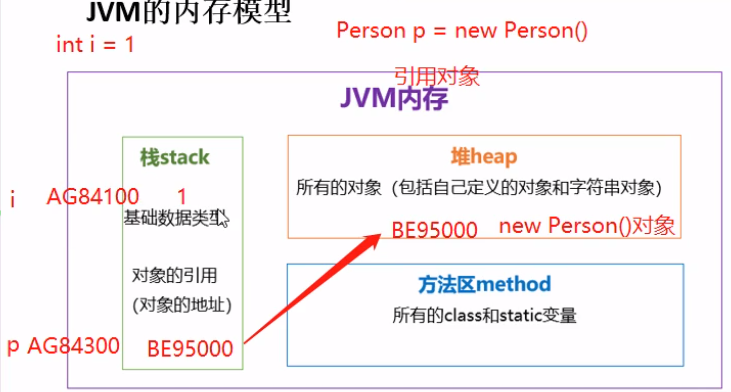 JVM的内存模型
int i = 1
Person p = new Person()
引用对象
JVM内存
栈stack
堆heap
所有的对象（包括自己定义的对象和字符串对象）
i AG84100 1
基础数据类型
BE95000 new Person()对象
对象的引用
（对象的地址）
方法区method
所有的class和static变量
p AG84300 BE95000